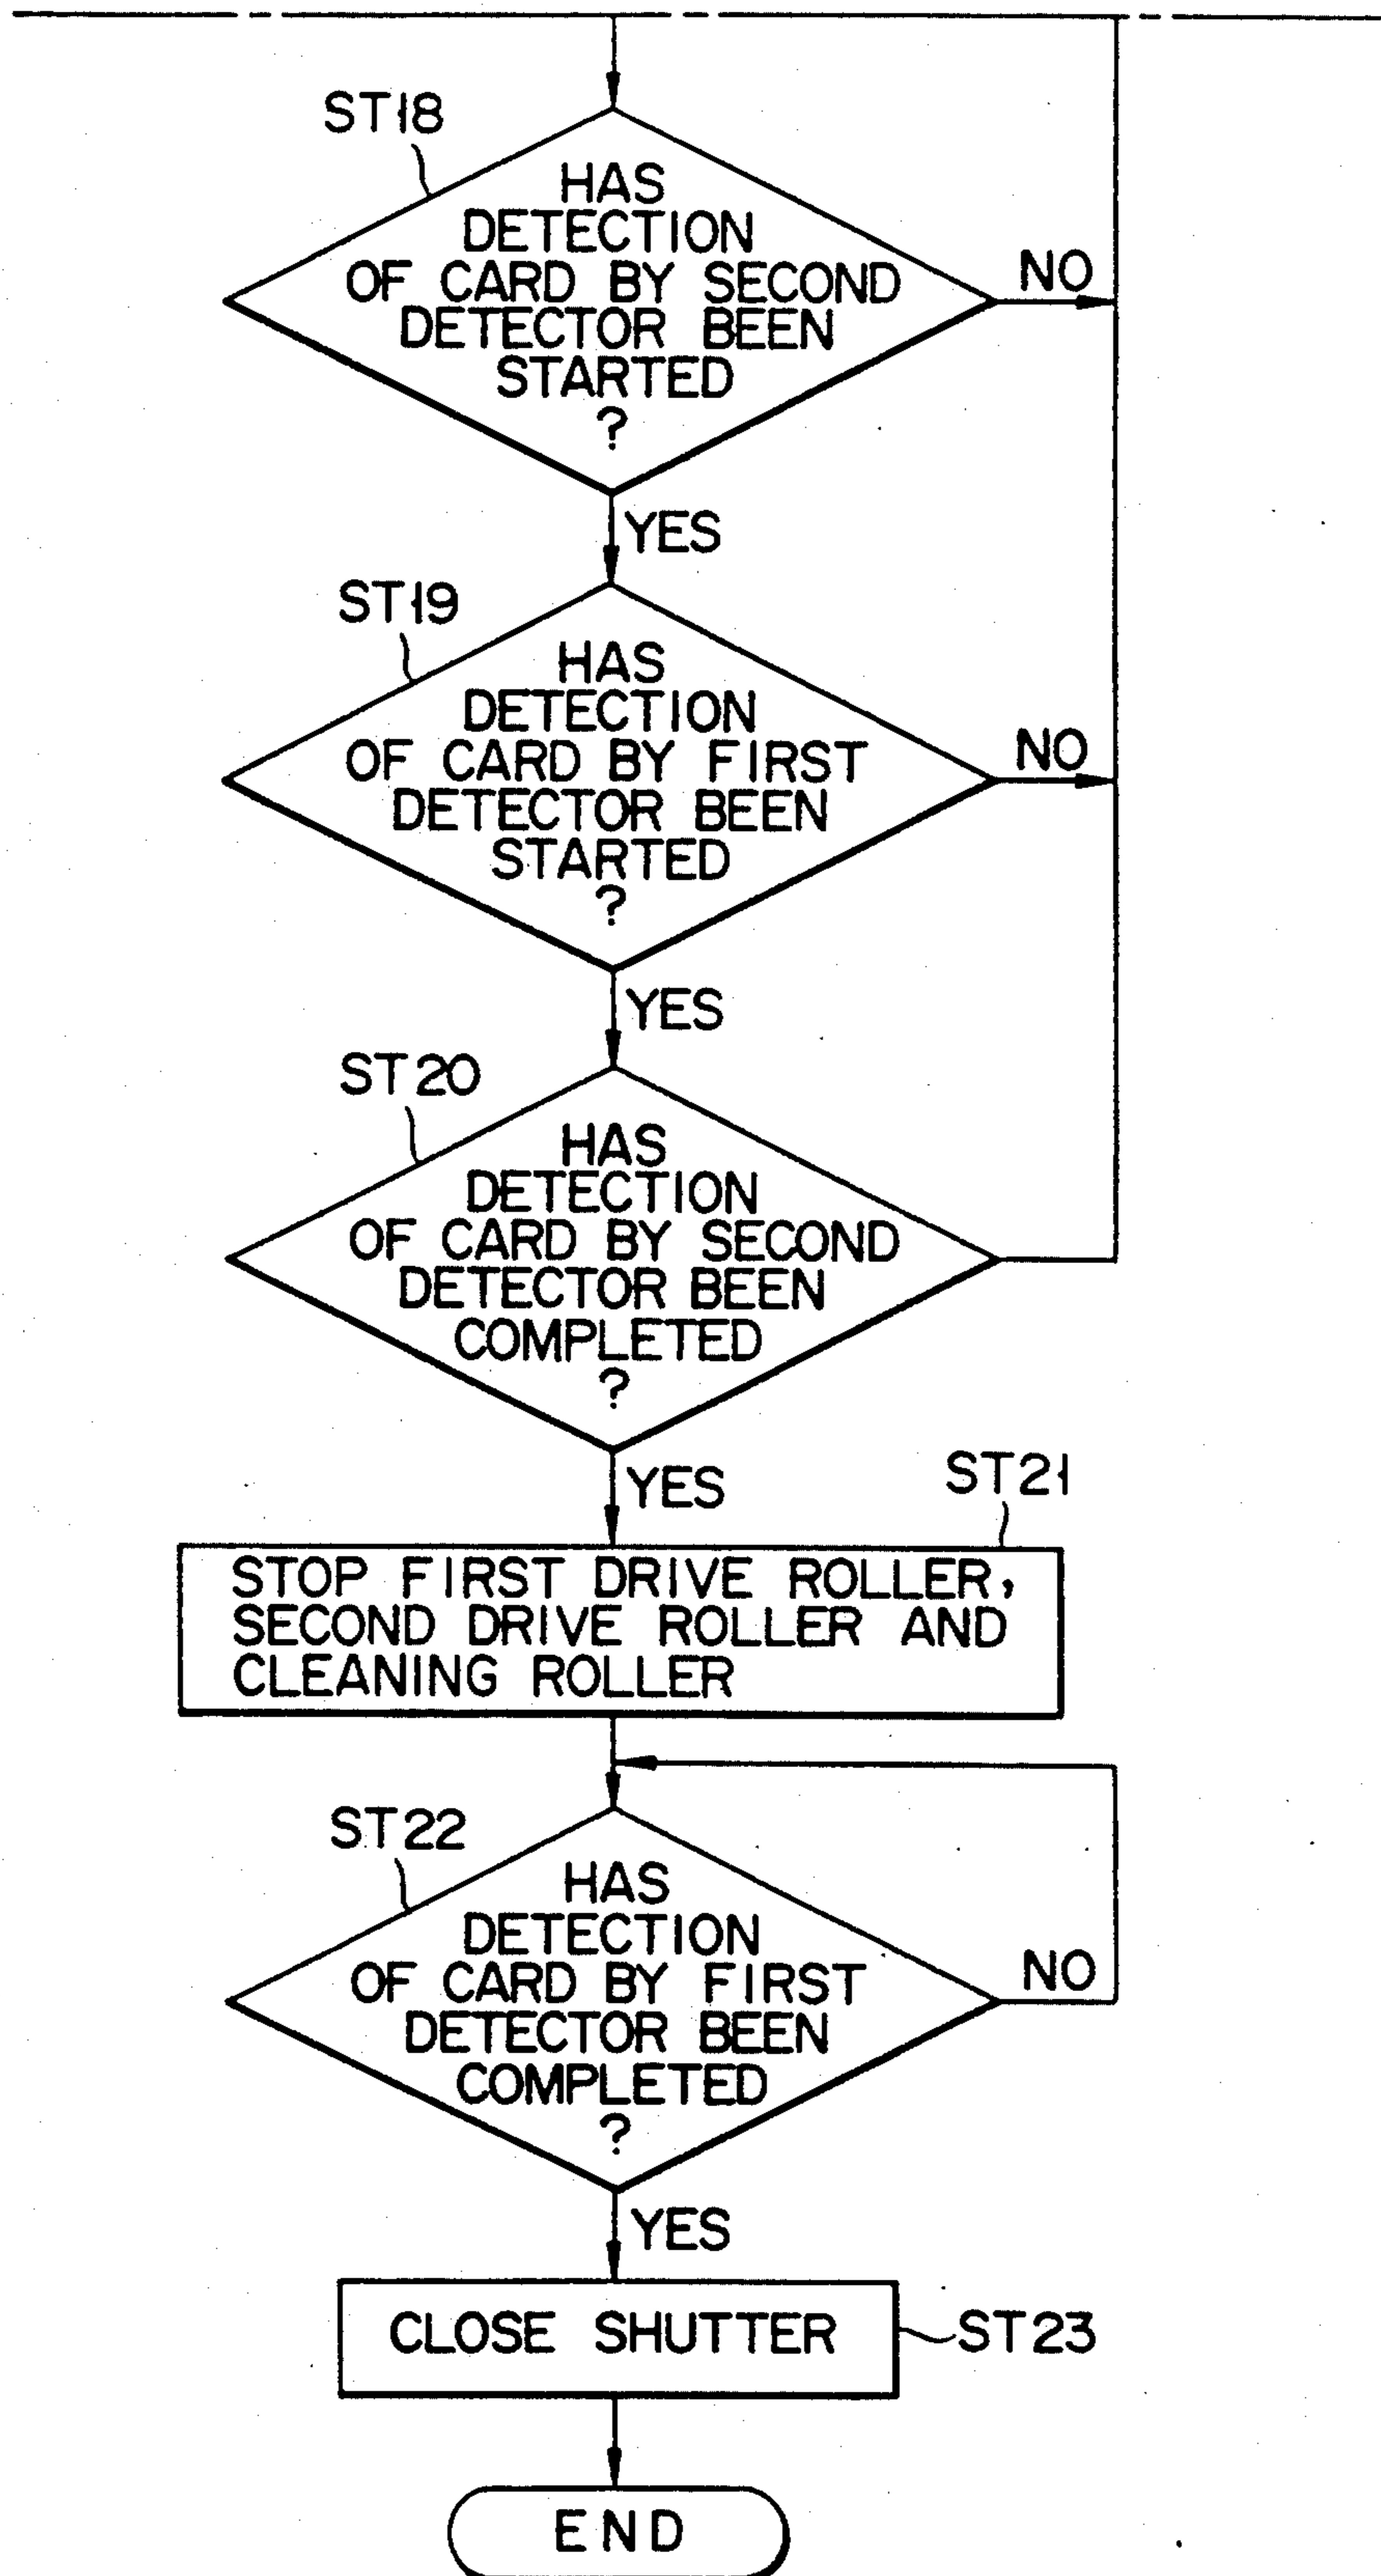 ST18
HAS
DETECTION
OF CARD BY SECOND
DETECTOR BEEN
STARTED
?
NO
YES
ST19
HAS
DETECTION
OF CARD BY FIRST
DETECTOR BEEN
STARTED
?
NO
YES
ST20
HAS
DETECTION
OF CARD BY SECOND
DETECTOR BEEN
COMPLETED
?
YES
ST21
STOP FIRST DRIVE ROLLER,
SECOND DRIVE ROLLER AND
CLEANING ROLLER
ST22
HAS
DETECTION
OF CARD BY FIRST
DETECTOR BEEN
COMPLETED
?
NO
YES
CLOSE SHUTTER
ST23
END